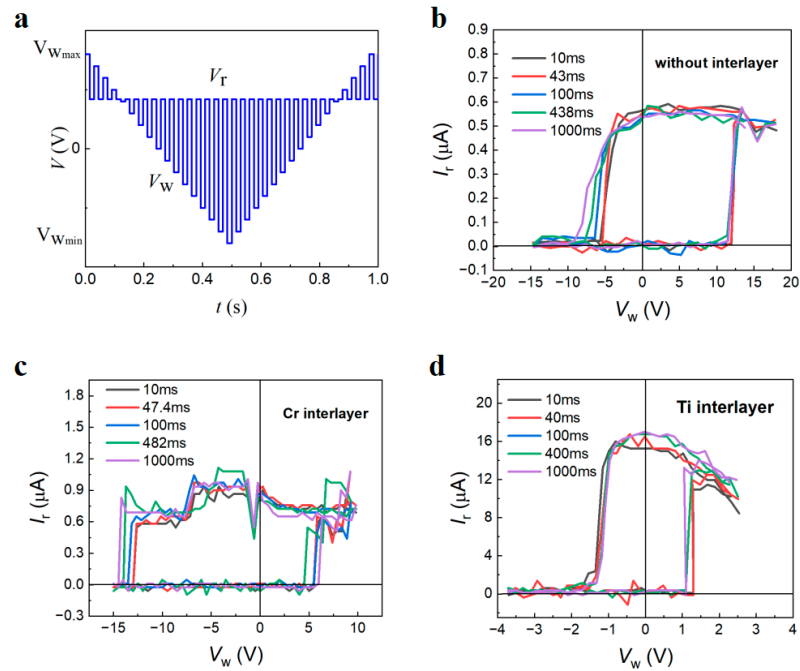 a
V_Wmax
V_r
V (V)
0
V_w
V_Wmin
0.0 0.2 0.4 0.6 0.8 1.0
t (s)
b
0.9
0.8
0.7
0.6
0.5
0.4
0.3
0.2
0.1
0.0
−0.1
I_r (μA)
10ms
43ms
100ms
438ms
1000ms
without interlayer
−20 −15 −10 −5 0 5 10 15 20
V_w (V)
c
1.8
1.5
1.2
0.9
0.6
0.3
0.0
−0.3
I_r (μA)
10ms
47.4ms
100ms
482ms
1000ms
Cr interlayer
−15 −10 −5 0 5 10
V_w (V)
d
20
16
12
8
4
0
I_r (μA)
10ms
40ms
100ms
400ms
1000ms
Ti interlayer
−4 −3 −2 −1 0 1 2 3 4
V_w (V)